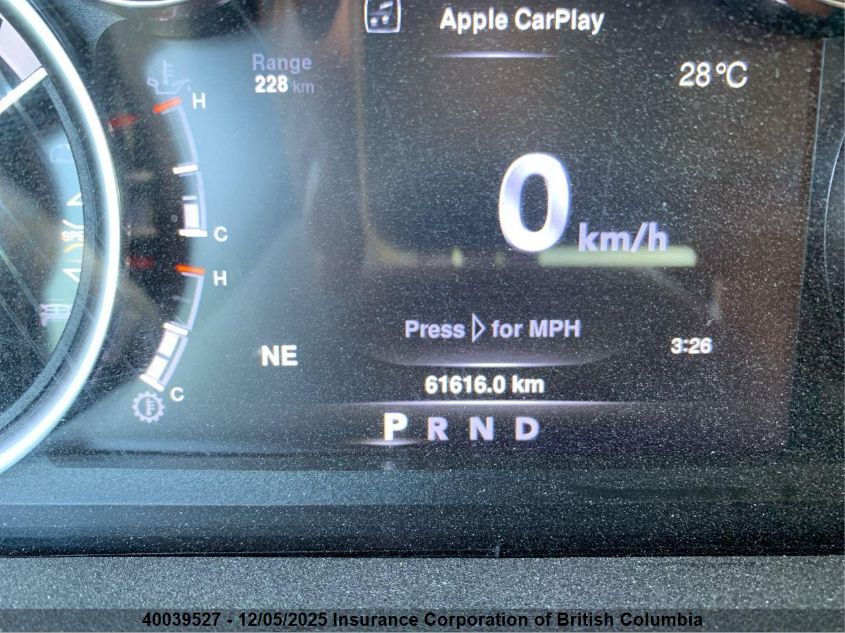 Apple CarPlay
Range
228 km
28°C
H
C
H
C
0 km/h
Press ▷ for MPH
NE
3:26
61616.0 km
P R N D
40039527 - 12/05/2025 Insurance Corporation of British Columbia